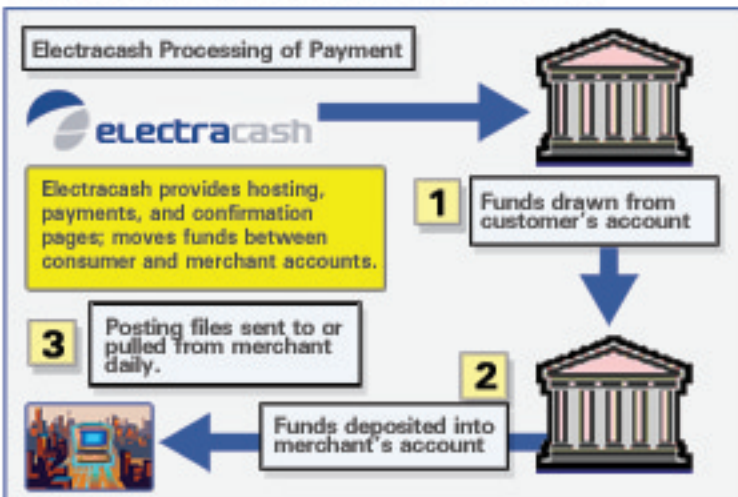 Electracash Processing of Payment
eLectracash
Electracash provides hosting,
payments, and confirmation
pages; moves funds between
consumer and merchant accounts.
1
Funds drawn from
customer's account
3
Posting files sent to or
pulled from merchant
daily.
2
Funds deposited into
merchant's account